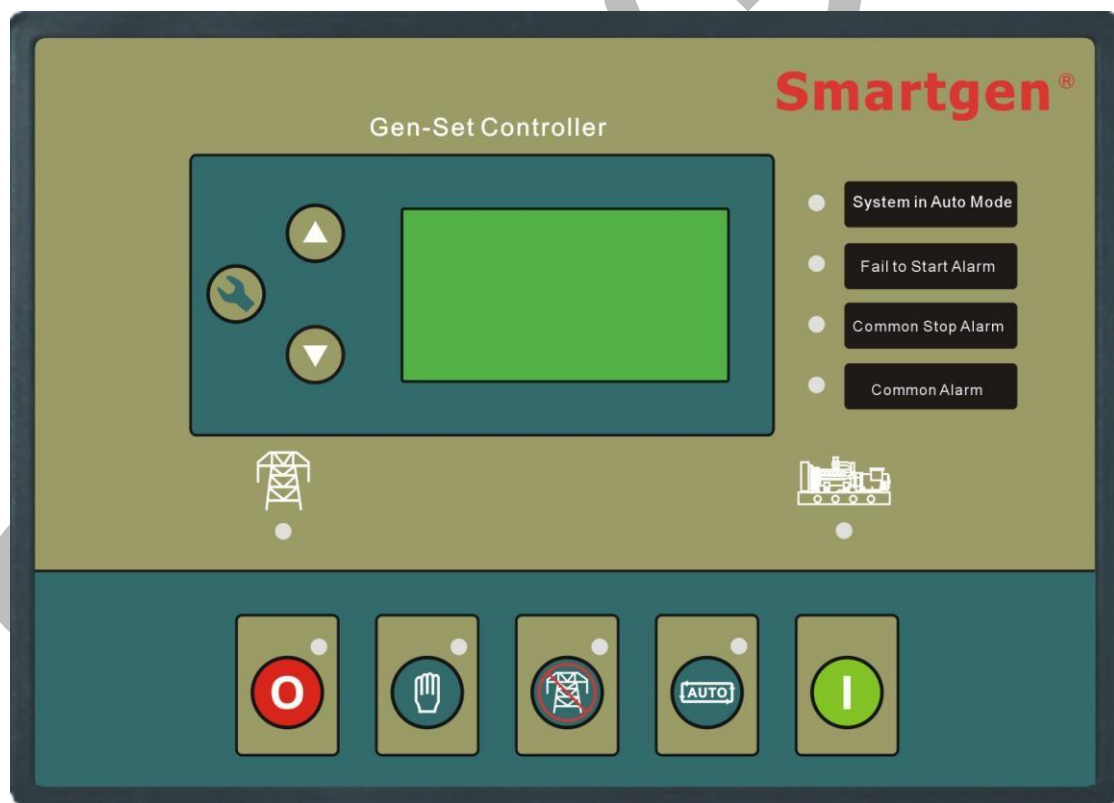 Smartgen®
Gen-Set Controller
System in Auto Mode
Fail to Start Alarm
Common Stop Alarm
Common Alarm
O
AUTO
I